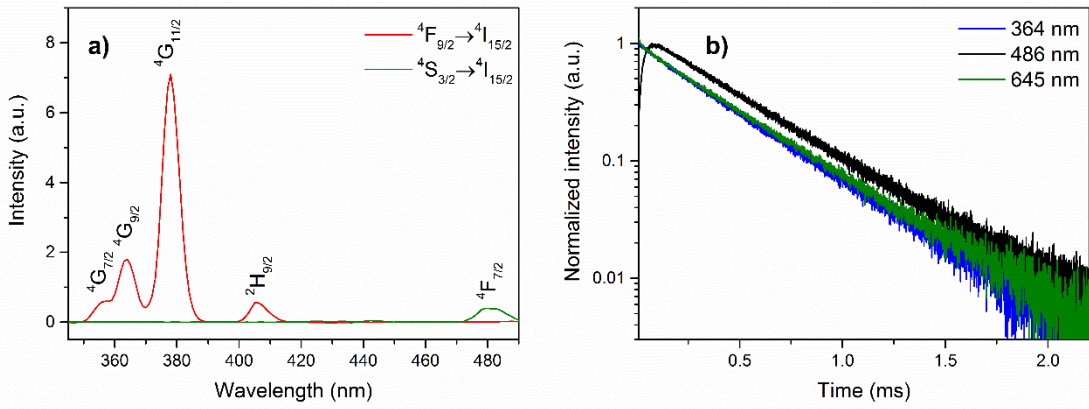 a)
⁴F₉/₂→⁴I₁₅/₂
⁴S₃/₂→⁴I₁₅/₂
⁴G₇/₂
⁴G₉/₂
⁴G₁₁/₂
²H₉/₂
⁴F₇/₂
8
6
4
2
0
Intensity (a.u.)
360 380 400 420 440 460 480
Wavelength (nm)
b)
364 nm
486 nm
645 nm
1
0.1
0.01
Normalized intensity (a.u.)
0.5 1.0 1.5 2.0
Time (ms)